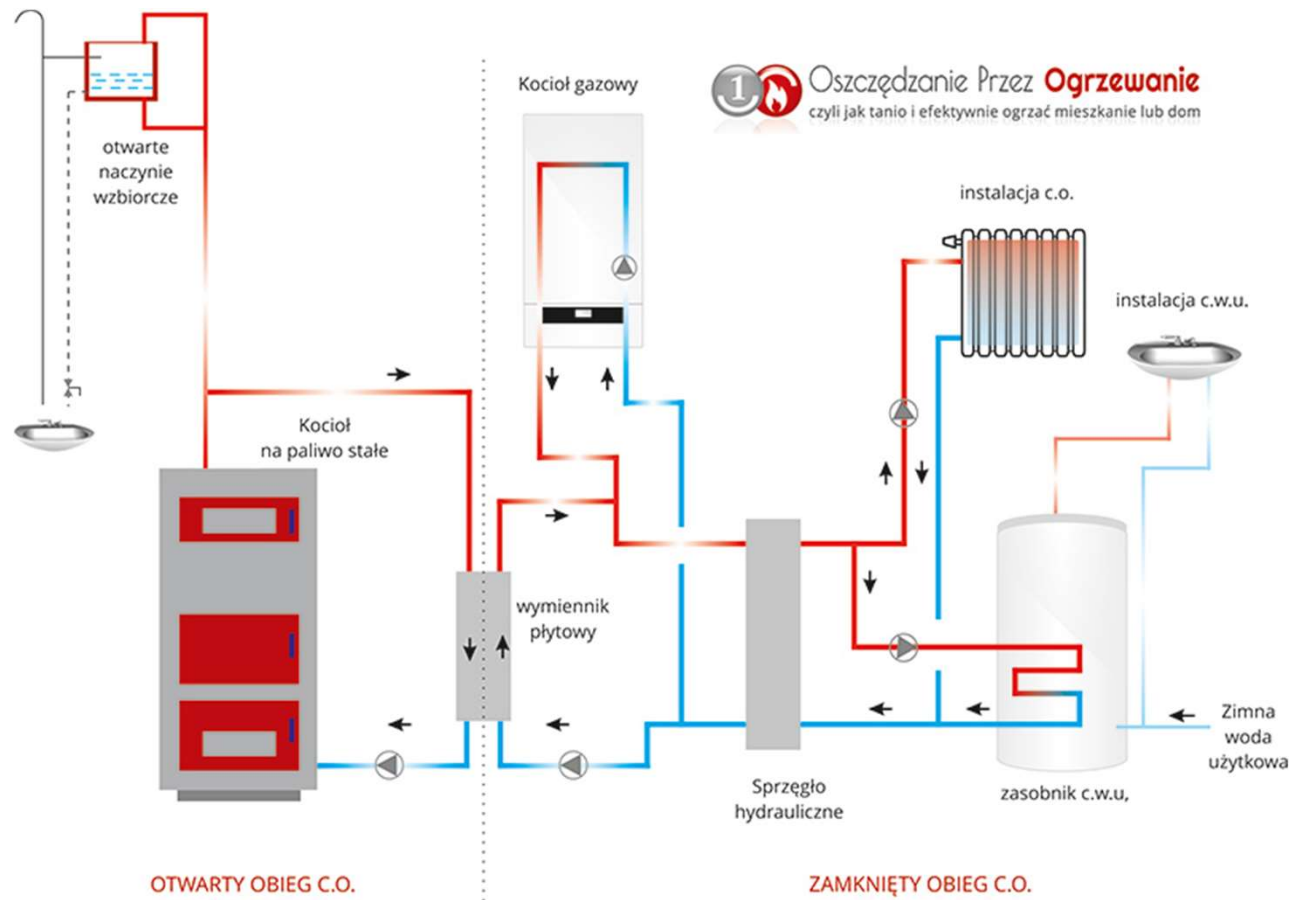 Kocioł gazowy
1
Oszczędzanie Przez Ogrzewanie
czyli jak tanio i efektywnie ogrzać mieszkanie lub dom
otwarte
naczynie
wzbiorcze
instalacja c.o.
instalacja c.w.u.
Kocioł
na paliwo stałe
wymiennik
płytowy
Zimna
woda
użytkowa
Sprzęgło
hydrauliczne
zasobnik c.w.u,
OTWARTY OBIEG C.O.
ZAMKNIĘTY OBIEG C.O.